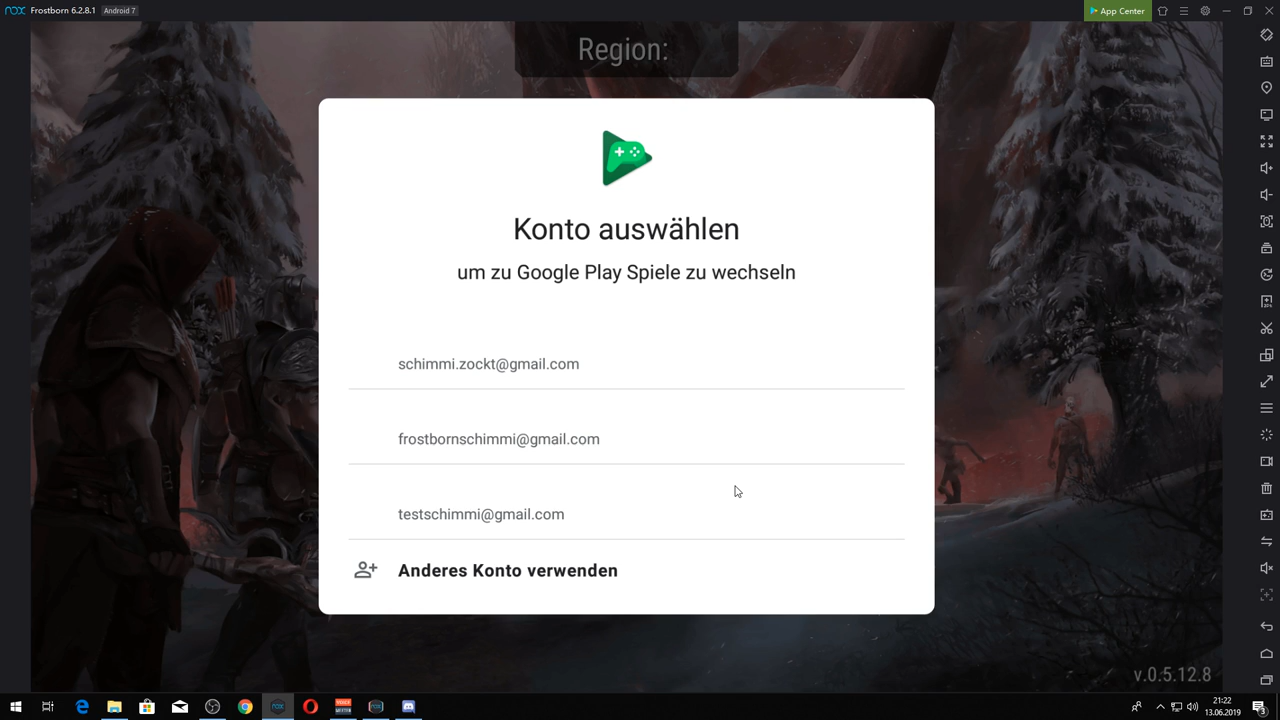 nox Frostborn 6.2.8.1 Android 7
App Center
Region:
Konto auswählen
um zu Google Play Spiele zu wechseln
schimmi.zockt@gmail.com
frostbornschimmi@gmail.com
testschimmi@gmail.com
Anderes Konto verwenden
v.0.5.12.8
21:22
13.06.2019
3